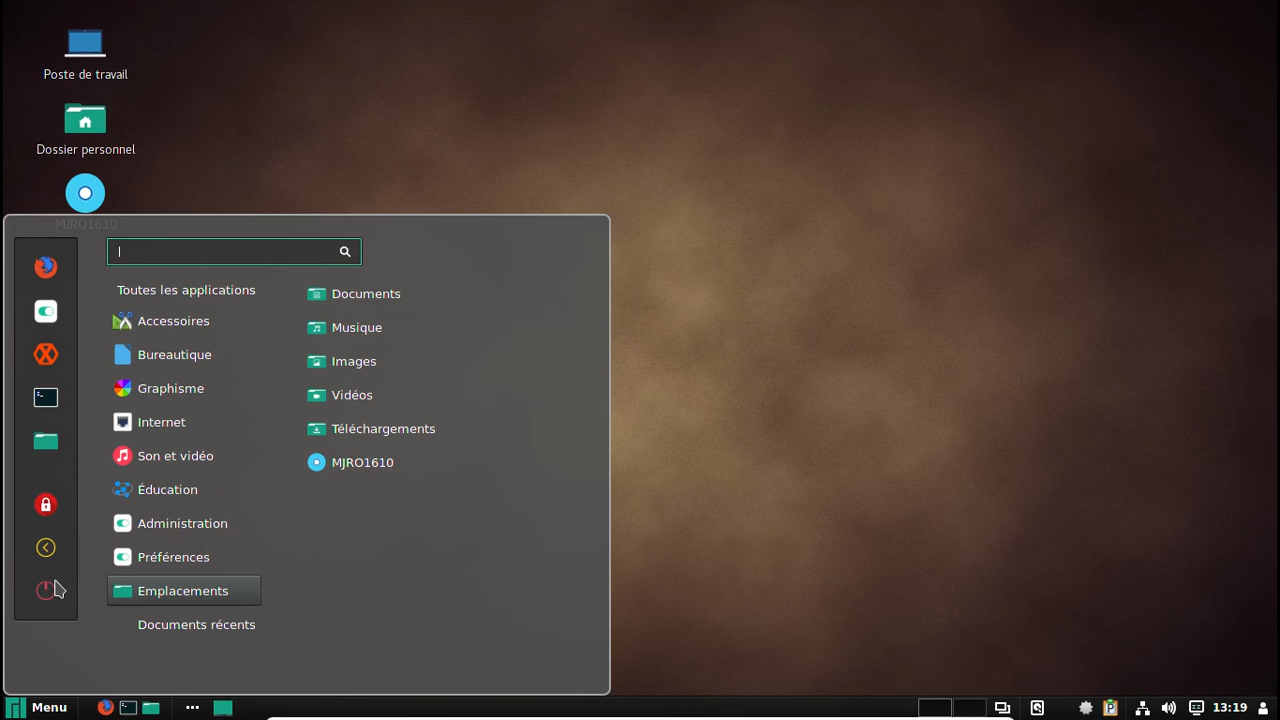 Poste de travail
Dossier personnel
MJRO1610
Toutes les applications
Accessoires
Bureautique
Graphisme
Internet
Son et vidéo
Éducation
Administration
Préférences
Emplacements
Documents récents
Documents
Musique
Images
Vidéos
Téléchargements
MJRO1610
Menu
13:19